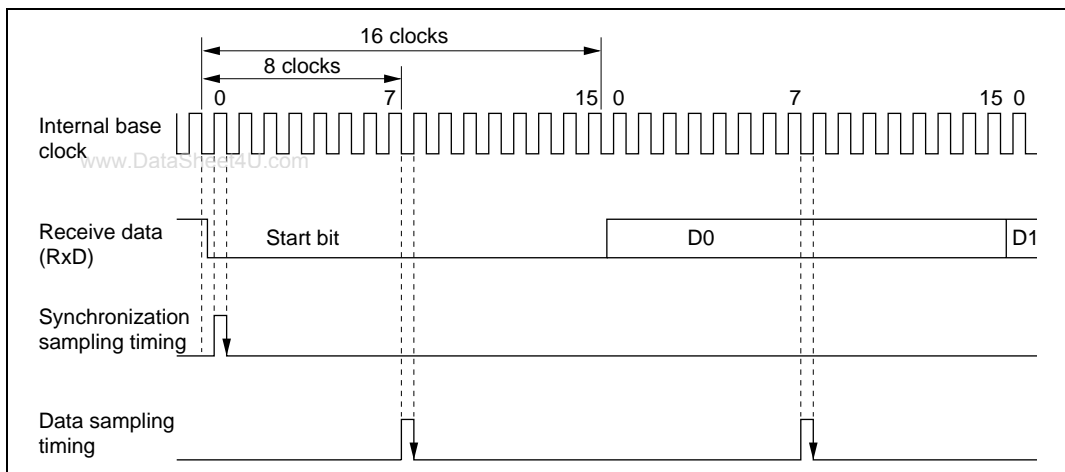 16 clocks
8 clocks
0 7 15 0 7 15 0
Internal base
clock
www.DataSheet4U.com
Receive data
(RxD)
Start bit D0 D1
Synchronization
sampling timing
Data sampling
timing